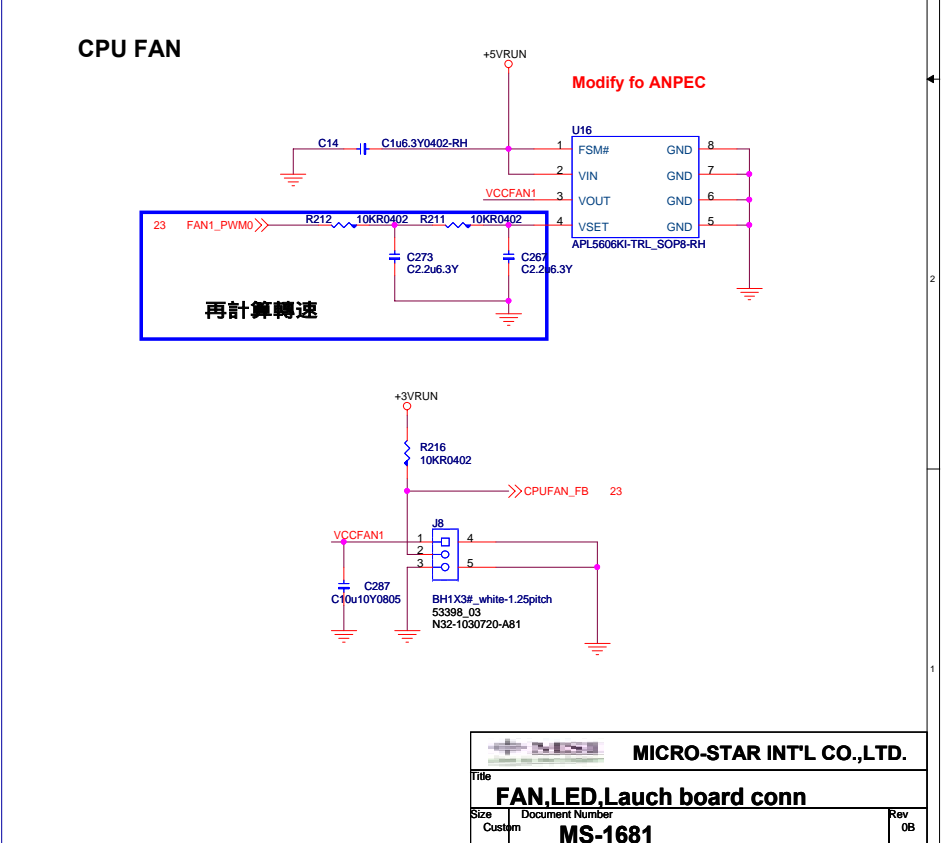 CPU FAN
+5VRUN
Modify fo ANPEC
U16
C14
C1u6.3Y0402-RH
1
FSM#
GND
8
2
VIN
GND
7
VCCFAN1
3
VOUT
GND
6
4
VSET
GND
5
APL5606KI-TRL_SOP8-RH
23
FAN1_PWM0
R212
10KR0402
R211
10KR0402
C273
C2.2u6.3Y
C267
C2.2u6.3Y
再計算轉速
2
+3VRUN
R216
10KR0402
CPUFAN_FB
23
J8
VCCFAN1
1
2
3
4
5
C287
C10u10Y0805
BH1X3#_white-1.25pitch
53398_03
N32-1030720-A81
1
MSI
MICRO-STAR INT'L CO.,LTD.
Title
FAN,LED,Lauch board conn
Size
Custom
Document Number
MS-1681
Rev
0B